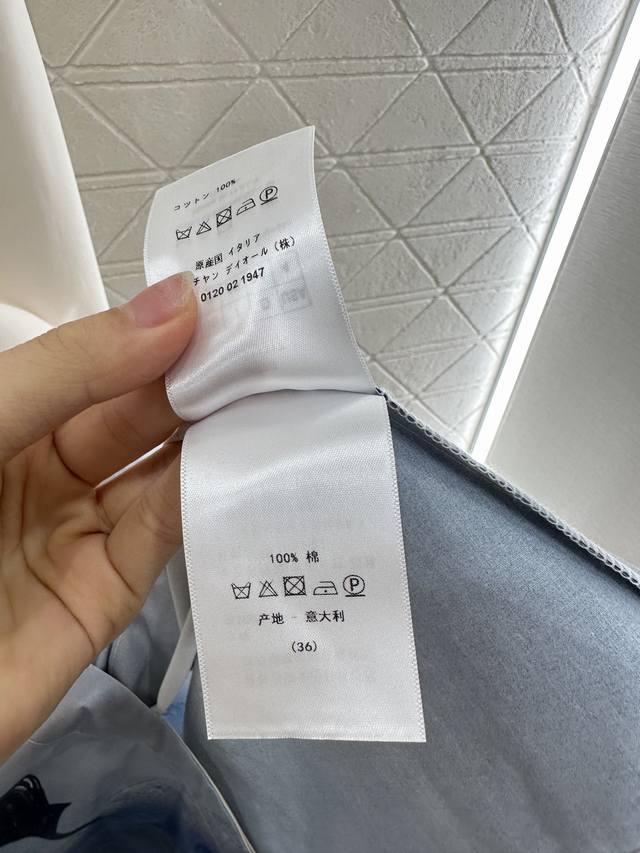 コットン 100%
P
原産国 イタリア
チャン ディオール (株)
0120 02 1947
100% 棉
P
产地 - 意大利
(36)